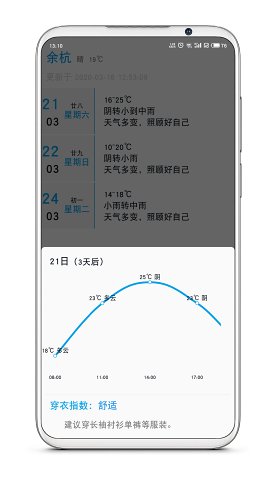 13.10
76
余杭 晴 19℃
更新于 2020-03-18 12:53:09
21 廿八
03 星期六
16~25℃
阴转小到中雨
天气多变，照顾好自己
22 廿九
03 星期日
10~20℃
阴转小雨
天气多变，照顾好自己
24 初一
03 星期二
14~18℃
小雨转中雨
天气多变，照顾好自己
21日（3天后）
25℃ 阴
23℃ 多云
23℃ 阴
16℃ 多云
08:00 11:00 14:00 17:00
穿衣指数：舒适
建议穿长袖衬衫单裤等服装。